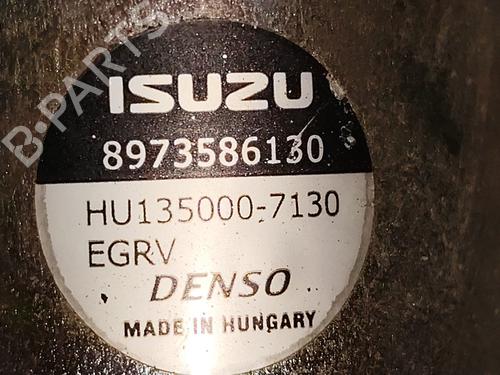 B-PARTS
ISUZU
8973586130
HU135000-7130
EGRV
DENSO
MADE IN HUNGARY